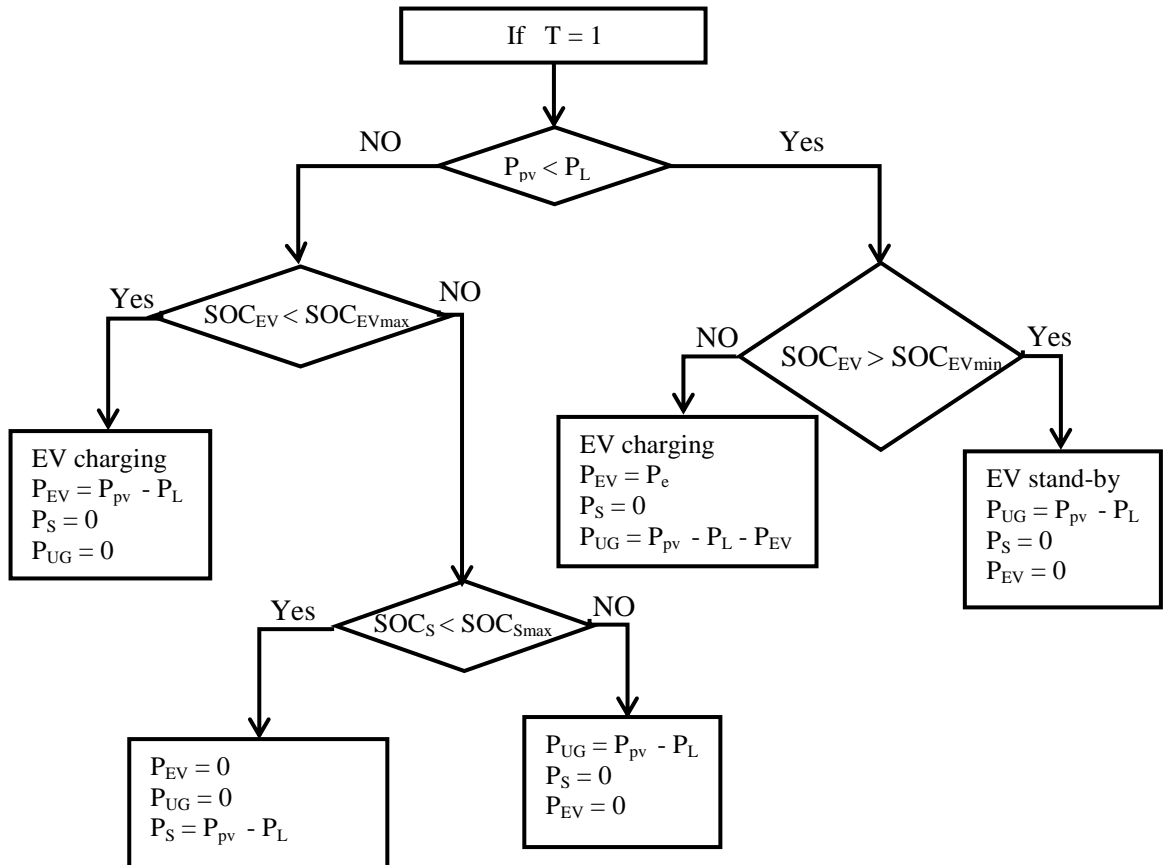 If T = 1
NO
Yes
P_pv < P_L
Yes
SOC_EV < SOC_EVmax
NO
NO
SOC_EV > SOC_EVmin
Yes
EV charging
P_EV = P_pv - P_L
P_S = 0
P_UG = 0
EV charging
P_EV = P_e
P_S = 0
P_UG = P_pv - P_L - P_EV
EV stand-by
P_UG = P_pv - P_L
P_S = 0
P_EV = 0
Yes
SOC_S < SOC_Smax
NO
P_EV = 0
P_UG = 0
P_S = P_pv - P_L
P_UG = P_pv - P_L
P_S = 0
P_EV = 0